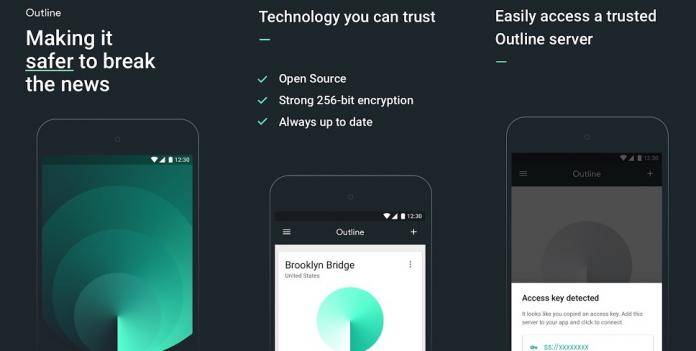 Outline
Making it
safer to break
the news
12:30
Technology you can trust
Open Source
Strong 256-bit encryption
Always up to date
12:30
Outline
Brooklyn Bridge
United States
Easily access a trusted
Outline server
12:30
Outline
Access key detected
It looks like you copied an access key. Add this
server to your app and click to connect.
ss://xxxxxxxx